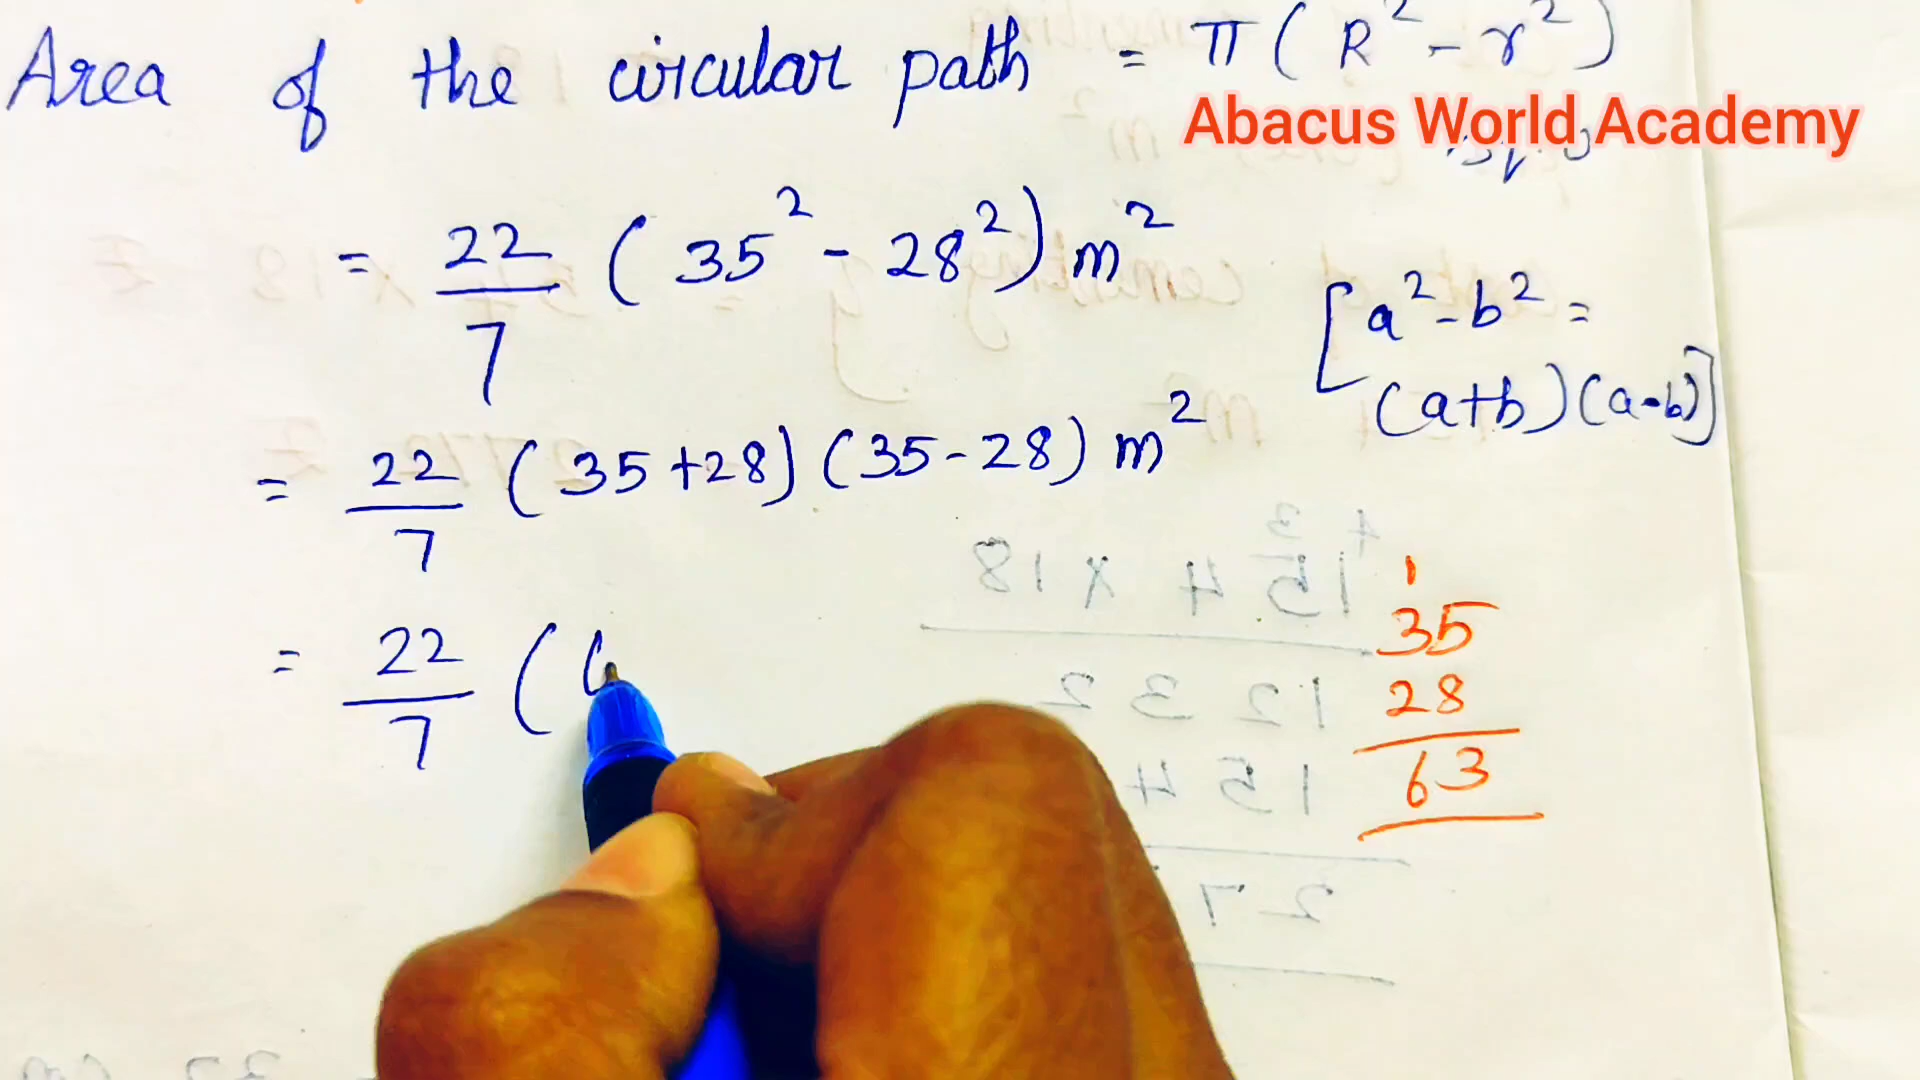 Area of the circular path = π ( R² - r² )
Abacus World Academy
= 22/7 ( 35² - 28² ) m²
[ a² - b² =
(a+b) (a-b) ]
= 22/7 ( 35 + 28 ) ( 35 - 28 ) m²
1
35
28
63
= 22/7 ( 6